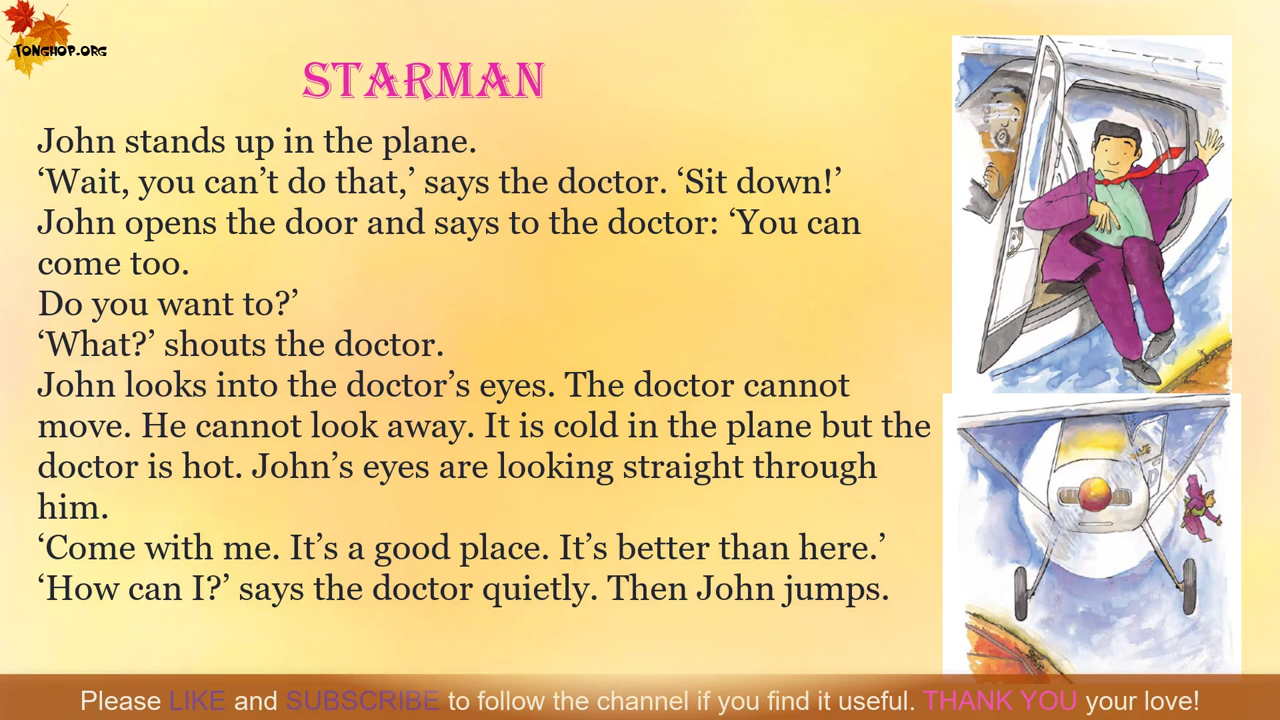 TONGHOP.ORG
STARMAN
John stands up in the plane.
‘Wait, you can’t do that,’ says the doctor. ‘Sit down!’
John opens the door and says to the doctor: ‘You can
come too.
Do you want to?’
‘What?’ shouts the doctor.
John looks into the doctor’s eyes. The doctor cannot
move. He cannot look away. It is cold in the plane but the
doctor is hot. John’s eyes are looking straight through
him.
‘Come with me. It’s a good place. It’s better than here.’
‘How can I?’ says the doctor quietly. Then John jumps.
Please LIKE and SUBSCRIBE to follow the channel if you find it useful. THANK YOU your love!